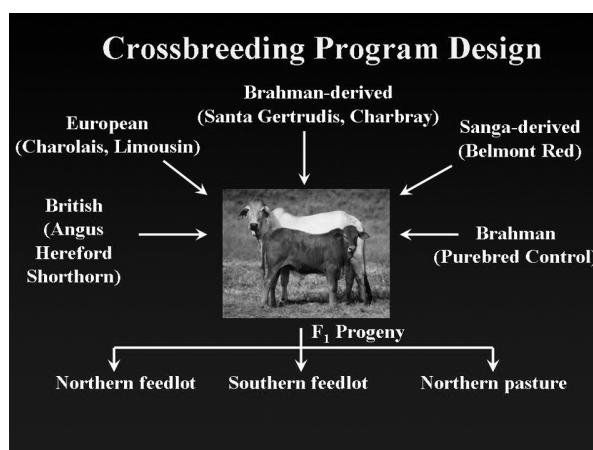 Crossbreeding Program Design
Brahman-derived
(Santa Gertrudis, Charbray)
European
(Charolais, Limousin)
Sanga-derived
(Belmont Red)
British
(Angus
Hereford
Shorthorn)
Brahman
(Purebred Control)
F₁ Progeny
Northern feedlot
Southern feedlot
Northern pasture